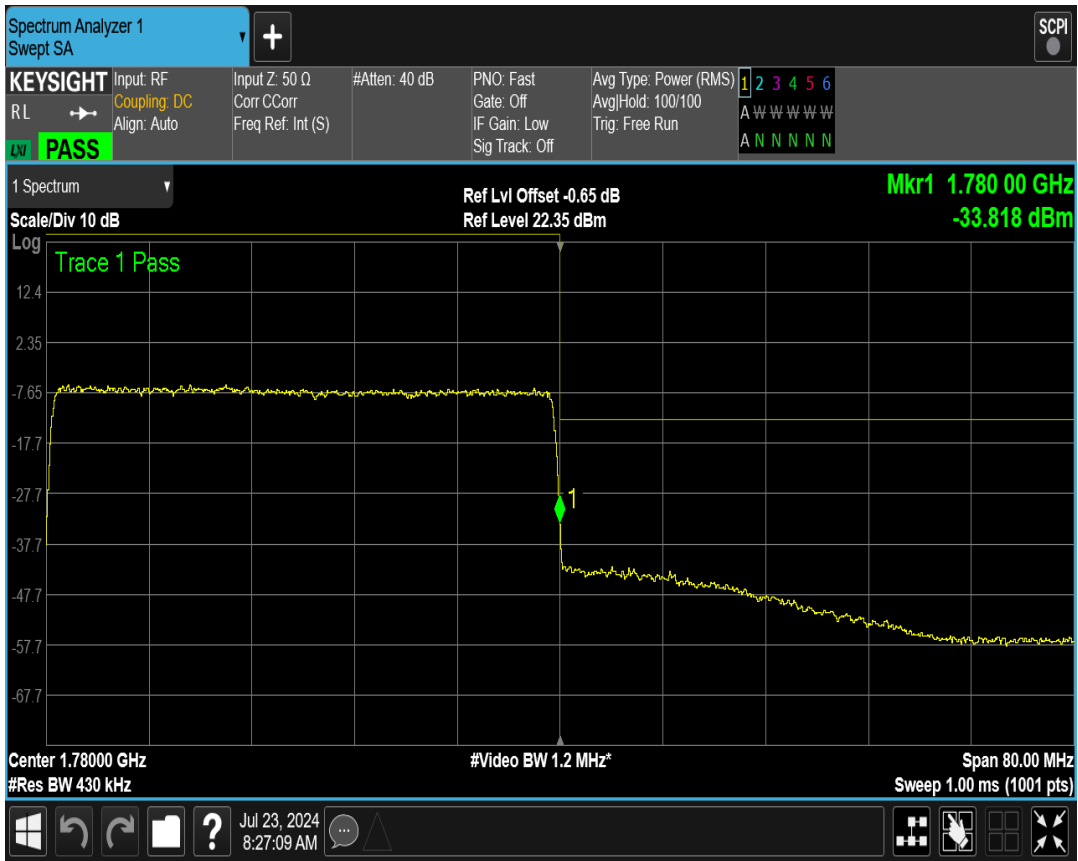 Spectrum Analyzer 1
Swept SA
SCPI
KEYSIGHT
RL
LXI PASS
Input: RF
Coupling: DC
Align: Auto
Input Z: 50 Ω
Corr CCorr
Freq Ref: Int (S)
#Atten: 40 dB
PNO: Fast
Gate: Off
IF Gain: Low
Sig Track: Off
Avg Type: Power (RMS)
Avg|Hold: 100/100
Trig: Free Run
1 2 3 4 5 6
A W W W W W
A N N N N N
1 Spectrum
Scale/Div 10 dB
Ref Lvl Offset -0.65 dB
Ref Level 22.35 dBm
Mkr1 1.780 00 GHz
-33.818 dBm
Log
Trace 1 Pass
12.4
2.35
-7.65
-17.7
-27.7
1
-37.7
-47.7
-57.7
-67.7
Center 1.78000 GHz
#Video BW 1.2 MHz*
Span 80.00 MHz
#Res BW 430 kHz
Sweep 1.00 ms (1001 pts)
Jul 23, 2024
8:27:09 AM